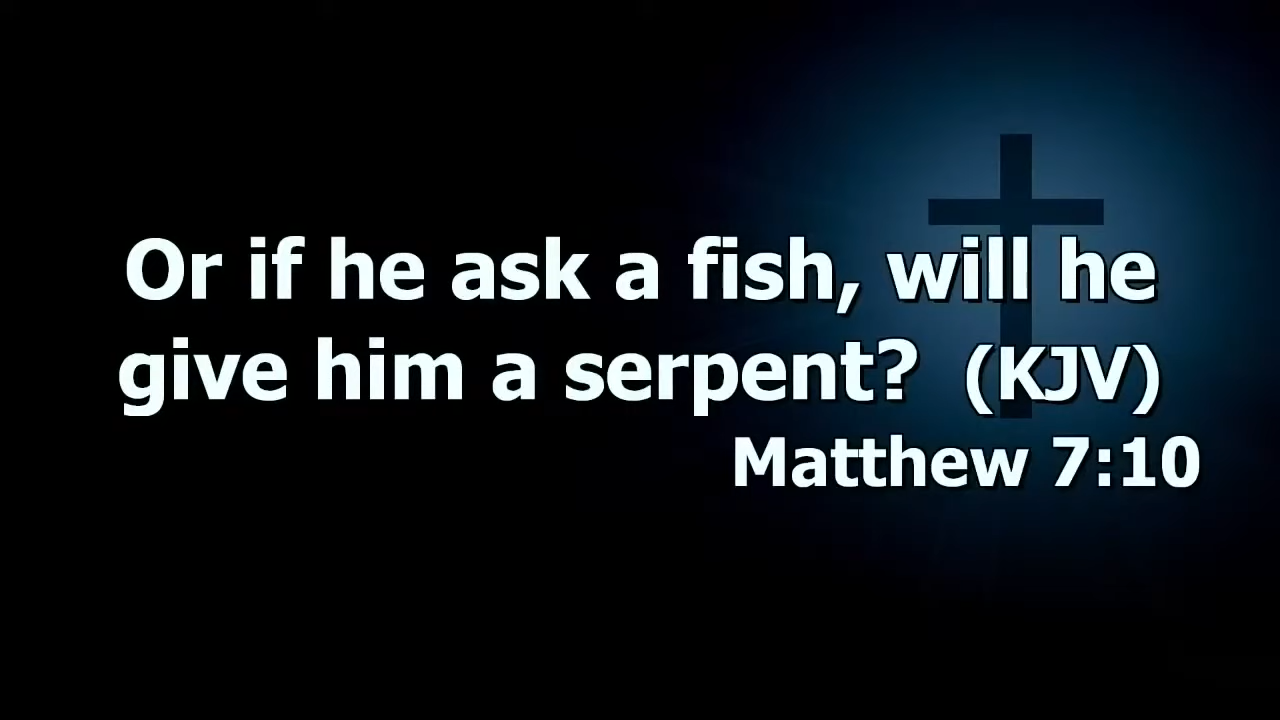 Or if he ask a fish, will he
give him a serpent? (KJV)
Matthew 7:10